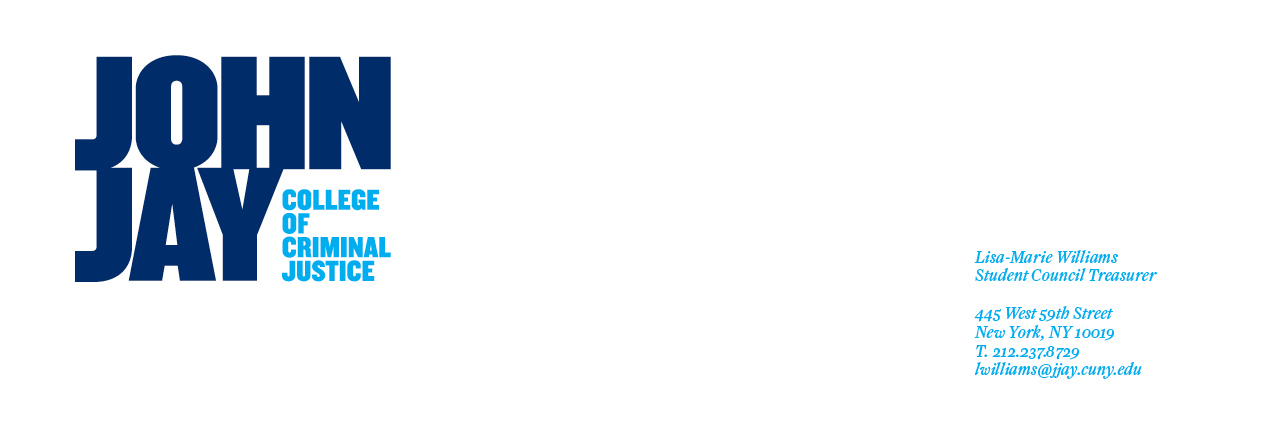 JOHN
JAY
COLLEGE
OF
CRIMINAL
JUSTICE
Lisa-Marie Williams
Student Council Treasurer
445 West 59th Street
New York, NY 10019
T. 212.237.8729
lwilliams@jjay.cuny.edu